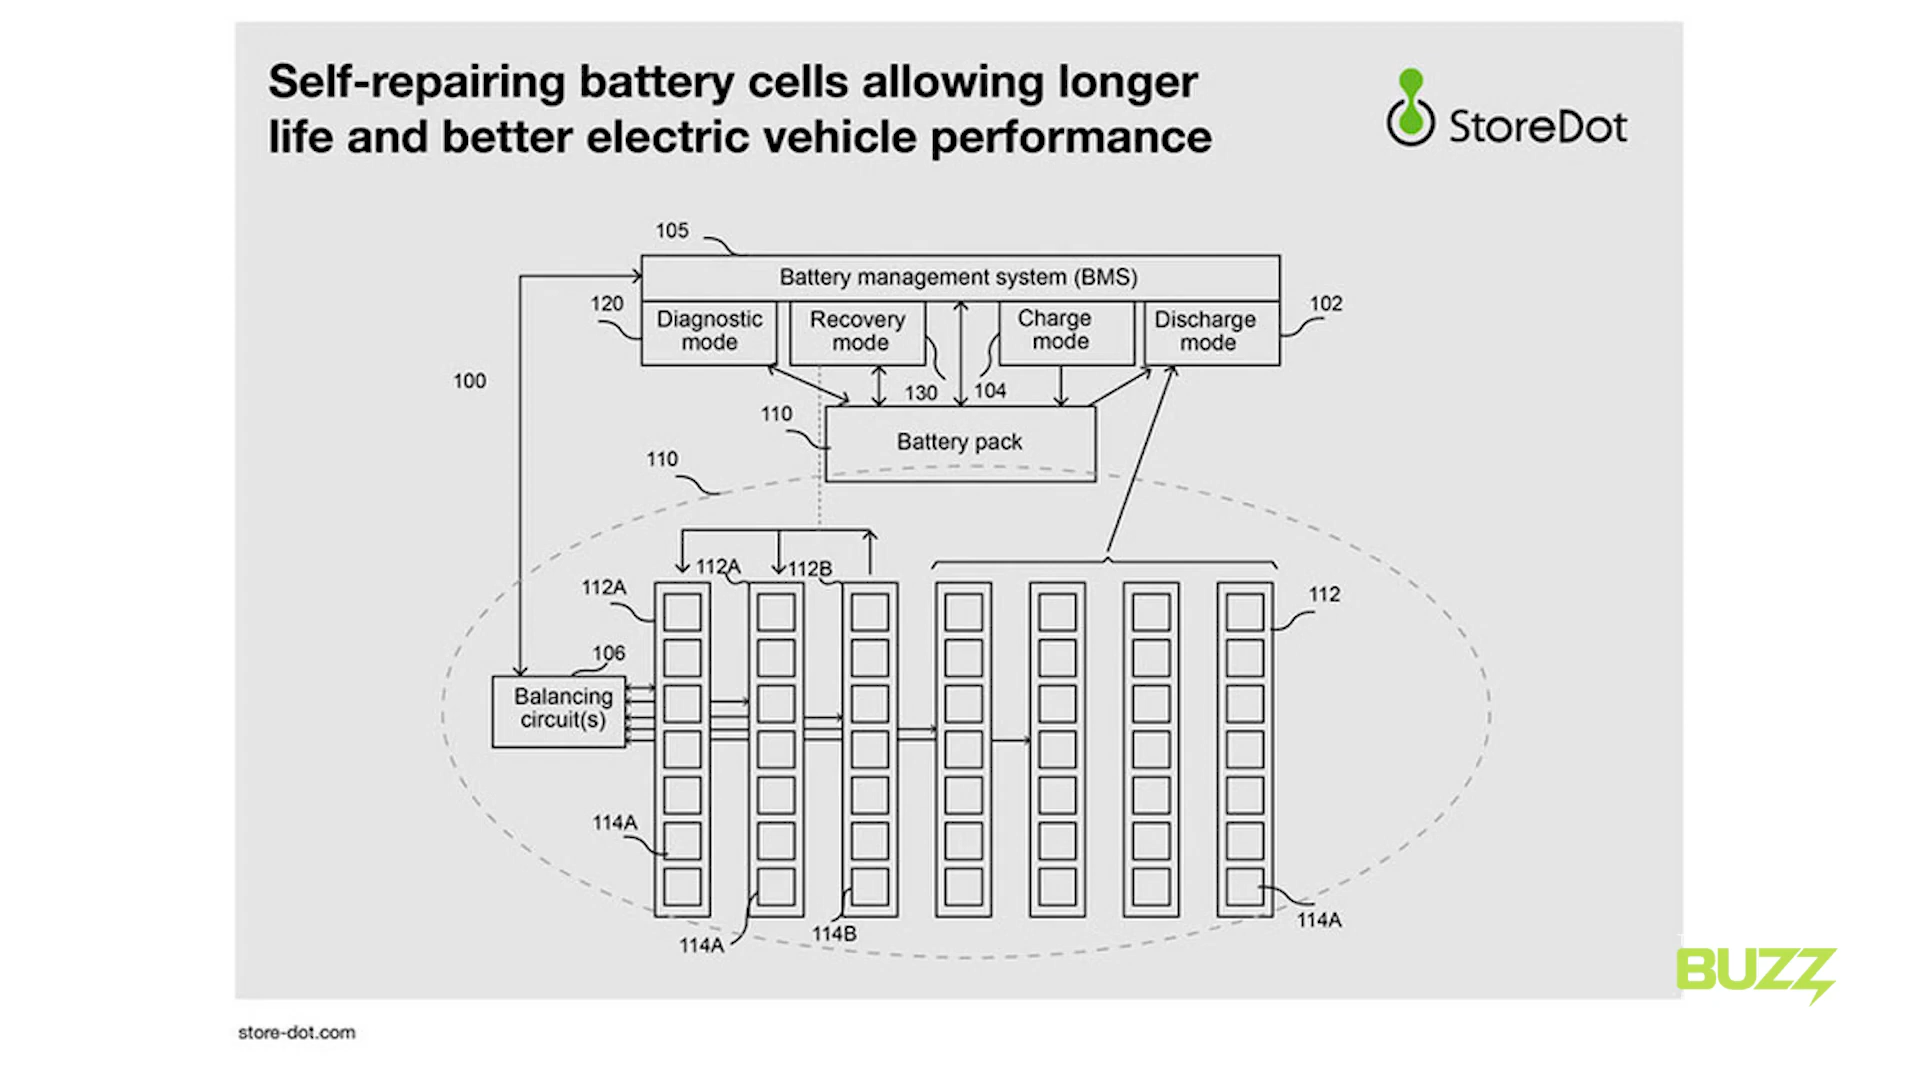 Self-repairing battery cells allowing longer
life and better electric vehicle performance
StoreDot
105
Battery management system (BMS)
120
Diagnostic
mode
Recovery
mode
Charge
mode
Discharge
mode
102
100
130
104
110
Battery pack
110
112A
112A
112B
112
106
Balancing
circuit(s)
114A
114A
114B
114A
BUZZ
store-dot.com